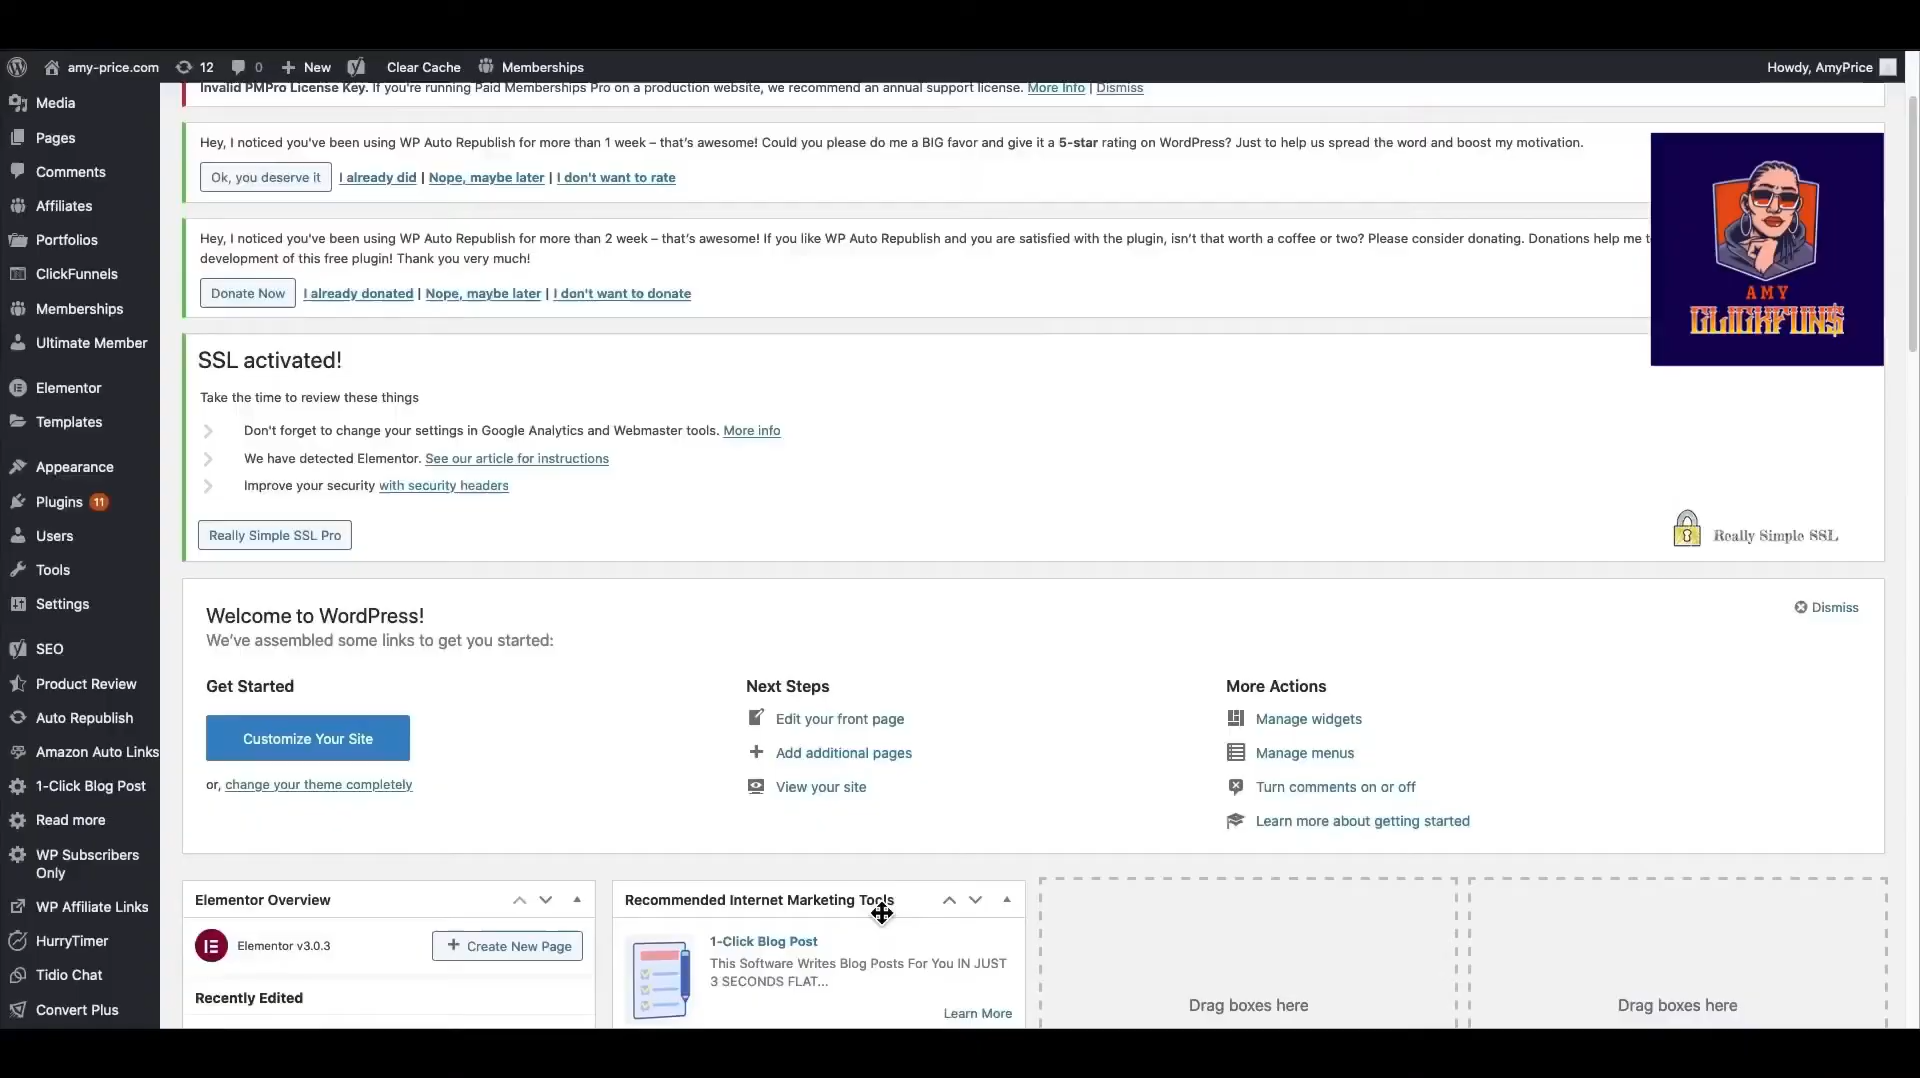 amy-price.com 12 0 New Clear Cache Memberships Howdy, AmyPrice
Media
Pages
Comments
Affiliates
Portfolios
ClickFunnels
Memberships
Ultimate Member
Elementor
Templates
Appearance
Plugins 11
Users
Tools
Settings
SEO
Product Review
Auto Republish
Amazon Auto Links
1-Click Blog Post
Read more
WP Subscribers
Only
WP Affiliate Links
HurryTimer
Tidio Chat
Convert Plus
Invalid PMPro License Key. If you're running Paid Memberships Pro on a production website, we recommend an annual support license. More Info | Dismiss
Hey, I noticed you've been using WP Auto Republish for more than 1 week – that's awesome! Could you please do me a BIG favor and give it a 5-star rating on WordPress? Just to help us spread the word and boost my motivation.
Ok, you deserve it I already did | Nope, maybe later | I don't want to rate
Hey, I noticed you've been using WP Auto Republish for more than 2 week – that's awesome! If you like WP Auto Republish and you are satisfied with the plugin, isn't that worth a coffee or two? Please consider donating. Donations help me t
development of this free plugin! Thank you very much!
Donate Now I already donated | Nope, maybe later | I don't want to donate
AMY
CLICKFUN$
SSL activated!
Take the time to review these things
Don't forget to change your settings in Google Analytics and Webmaster tools. More info
We have detected Elementor. See our article for instructions
Improve your security with security headers
Really Simple SSL Pro
Really Simple SSL
Welcome to WordPress!
Dismiss
We've assembled some links to get you started:
Get Started
Customize Your Site
or, change your theme completely
Next Steps
Edit your front page
Add additional pages
View your site
More Actions
Manage widgets
Manage menus
Turn comments on or off
Learn more about getting started
Elementor Overview
Elementor v3.0.3
Create New Page
Recently Edited
Recommended Internet Marketing Tools
1-Click Blog Post
This Software Writes Blog Posts For You IN JUST
3 SECONDS FLAT...
Learn More
Drag boxes here
Drag boxes here